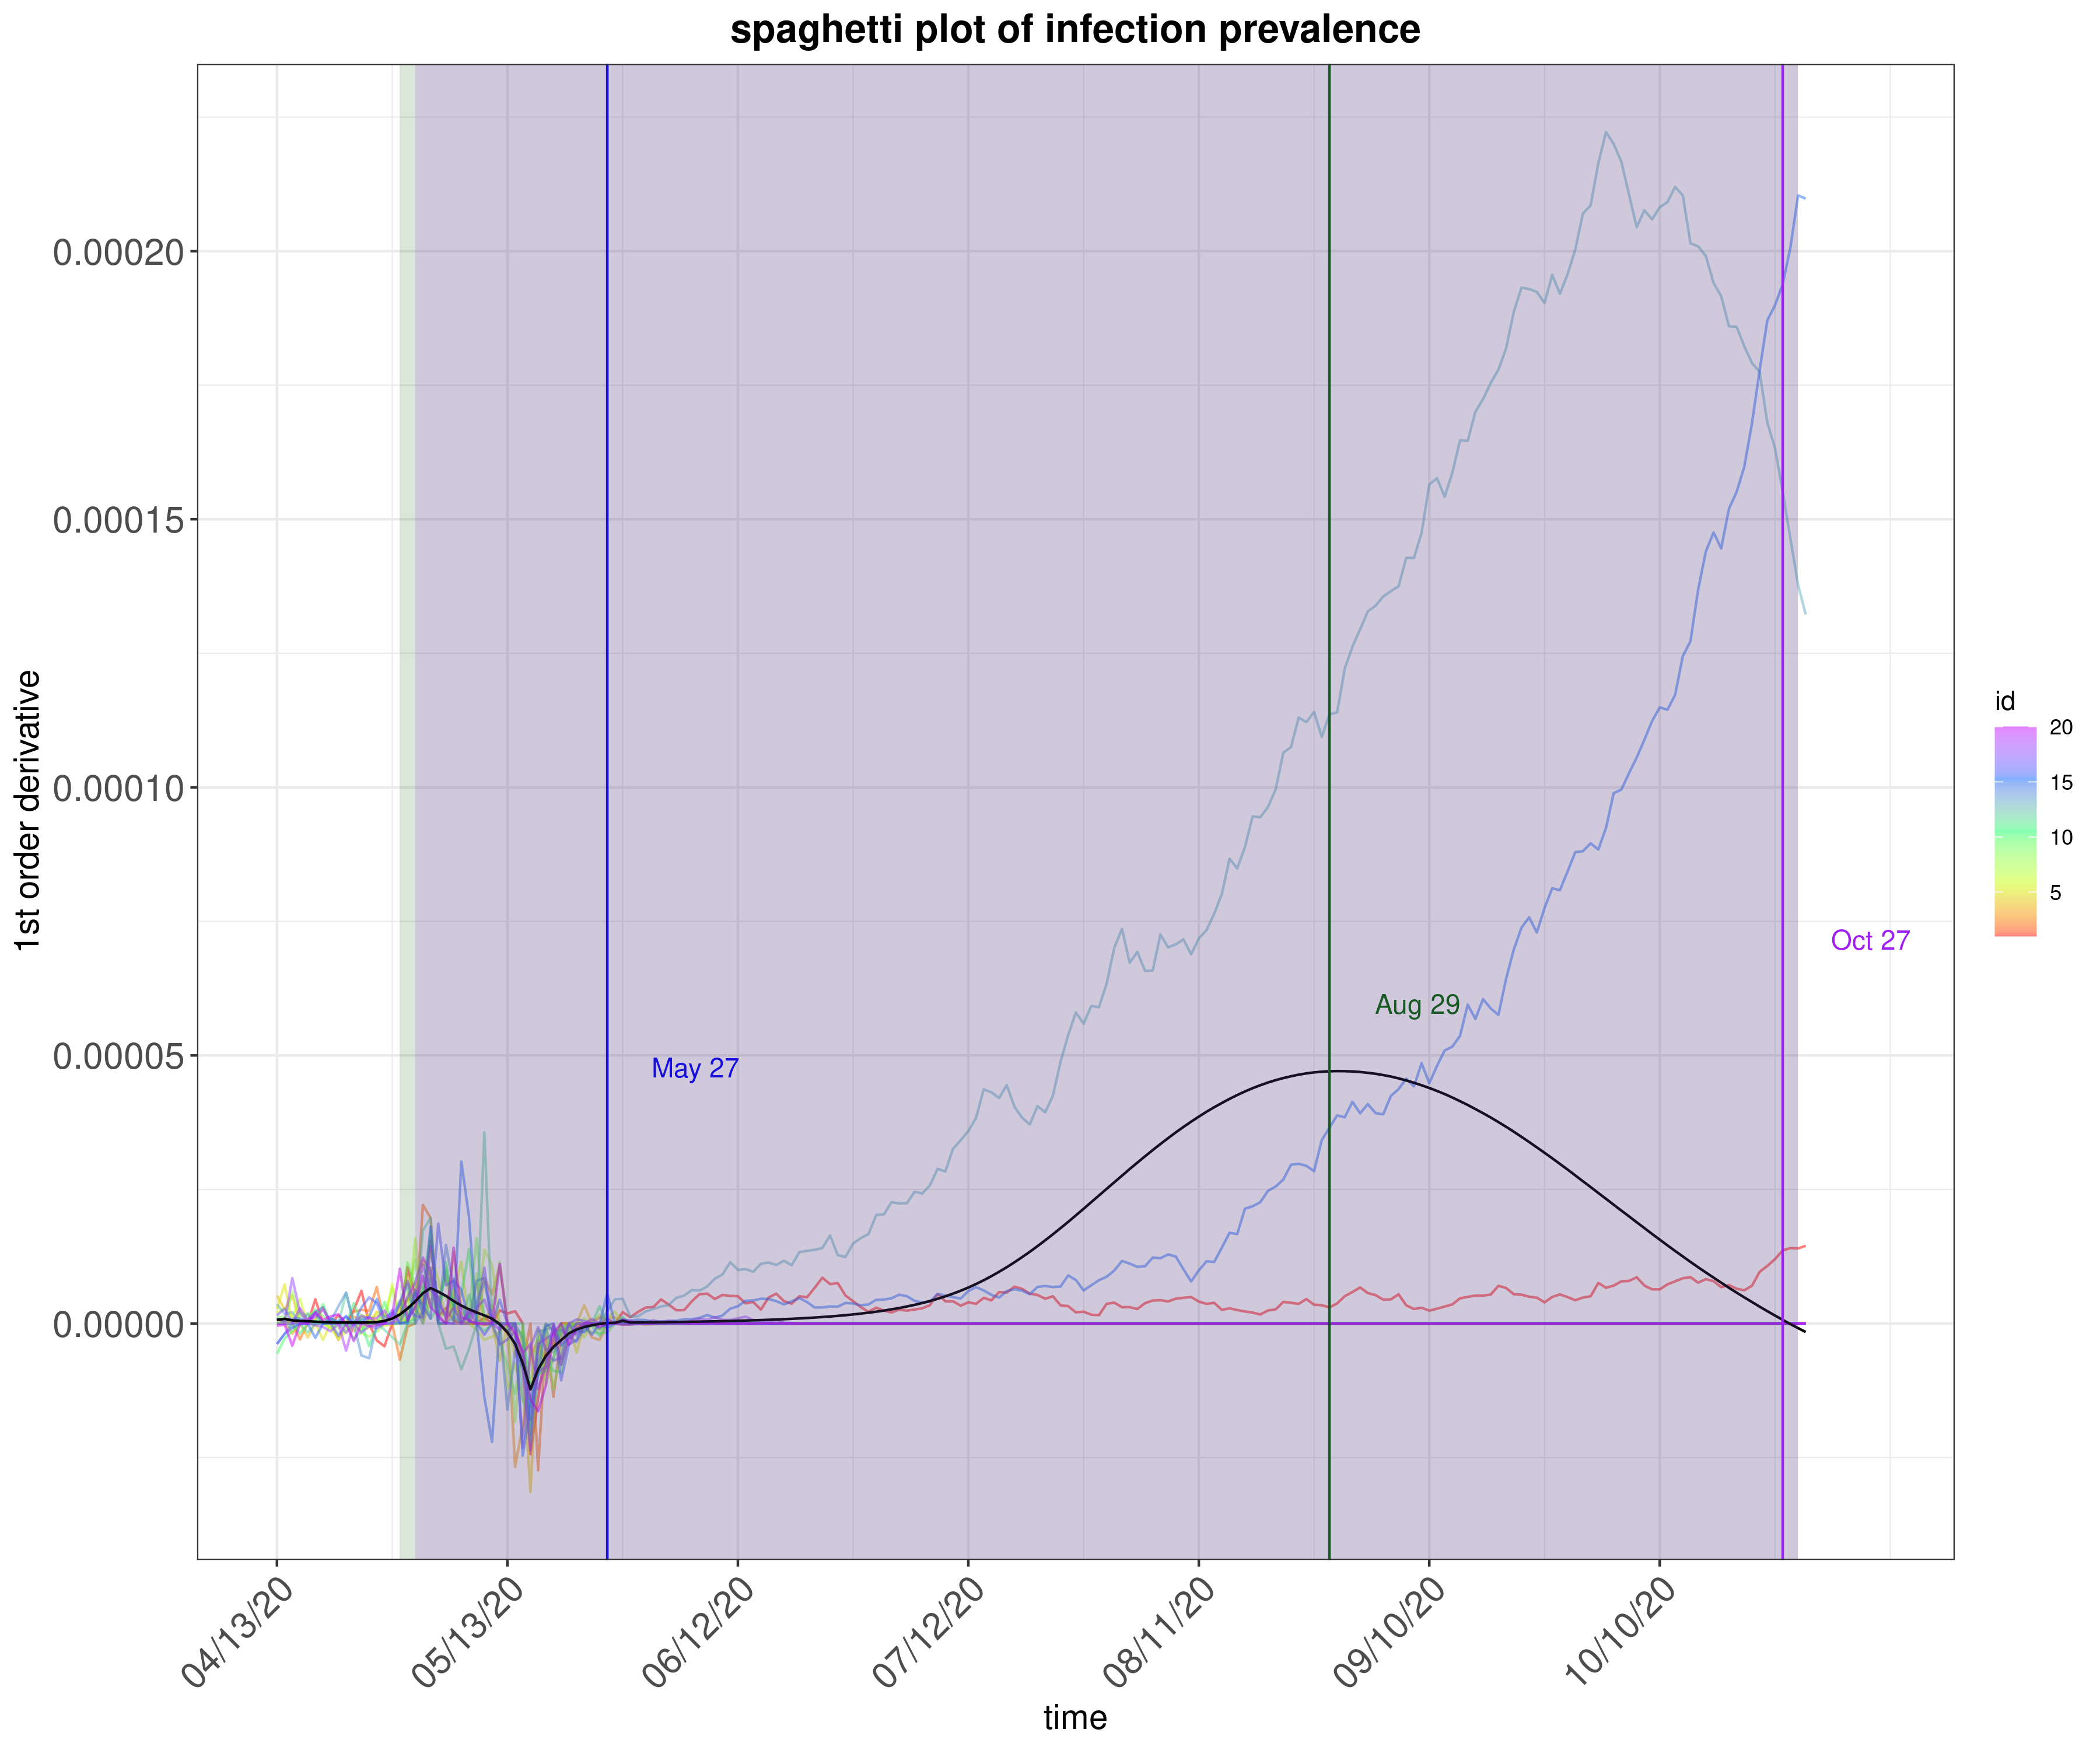 spaghetti plot of infection prevalence
1st order derivative
0.00020
0.00015
0.00010
0.00005
0.00000
May 27
Aug 29
Oct 27
id
20
15
10
5
04/13/20
05/13/20
06/12/20
07/12/20
08/11/20
09/10/20
10/10/20
time